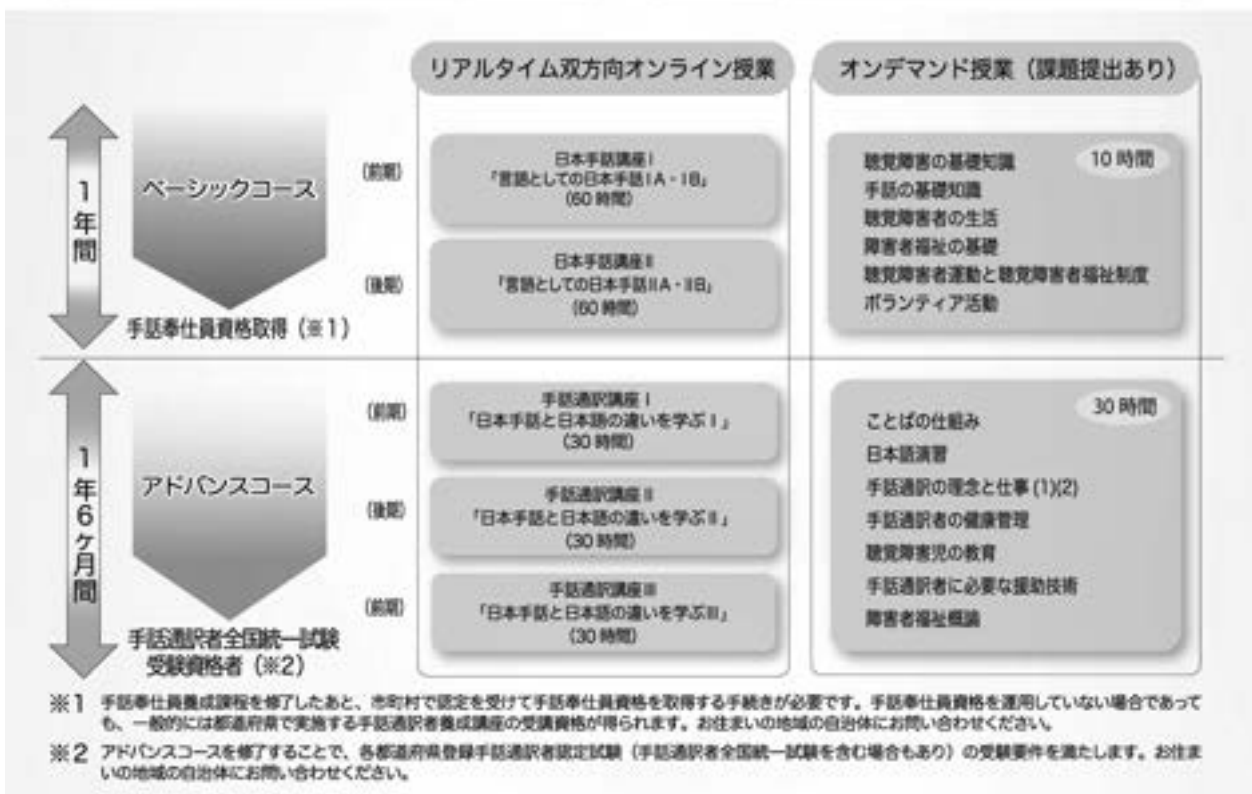 リアルタイム双方向オンライン授業
オンデマンド授業（課題提出あり）
1年間
ベーシックコース
手話奉仕員資格取得（※1）
（前期）
日本手話講座Ⅰ
「言語としての日本手話ⅠA・ⅠB」
（60時間）
（後期）
日本手話講座Ⅱ
「言語としての日本手話ⅡA・ⅡB」
（60時間）
10時間
聴覚障害の基礎知識
手話の基礎知識
聴覚障害者の生活
障害者福祉の基礎
聴覚障害者運動と聴覚障害者福祉制度
ボランティア活動
1年6ヶ月間
アドバンスコース
手話通訳者全国統一試験
受験資格者（※2）
（前期）
手話通訳講座Ⅰ
「日本手話と日本語の違いを学ぶⅠ」
（30時間）
（後期）
手話通訳講座Ⅱ
「日本手話と日本語の違いを学ぶⅡ」
（30時間）
（前期）
手話通訳講座Ⅲ
「日本手話と日本語の違いを学ぶⅢ」
（30時間）
30時間
ことばの仕組み
日本語演習
手話通訳の理念と仕事(1)(2)
手話通訳者の健康管理
聴覚障害児の教育
手話通訳者に必要な援助技術
障害者福祉概論
※1 手話奉仕員養成課程を修了したあと、市町村で認定を受けて手話奉仕員資格を取得する手続きが必要です。手話奉仕員資格を運用していない場合であって
も、一般的には都道府県で実施する手話通訳者養成講座の受講資格が得られます。お住まいの地域の自治体にお問い合わせください。
※2 アドバンスコースを修了することで、各都道府県登録手話通訳者認定試験（手話通訳者全国統一試験を含む場合もあり）の受験要件を満たします。お住ま
いの地域の自治体にお問い合わせください。